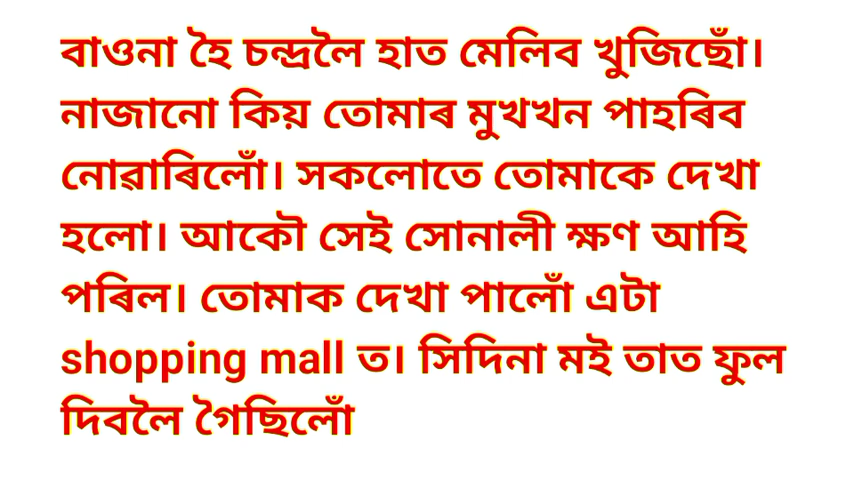 বাওনা হৈ চন্দ্ৰলৈ হাত মেলিব খুজিছোঁ।
নাজানো কিয় তোমাৰ মুখখন পাহৰিব
নোৱাৰিলোঁ। সকলোতে তোমাকে দেখা
হলো। আকৌ সেই সোনালী ক্ষণ আহি
পৰিল। তোমাক দেখা পালোঁ এটা
shopping mall ত। সিদিনা মই তাত ফুল
দিবলৈ গৈছিলোঁ